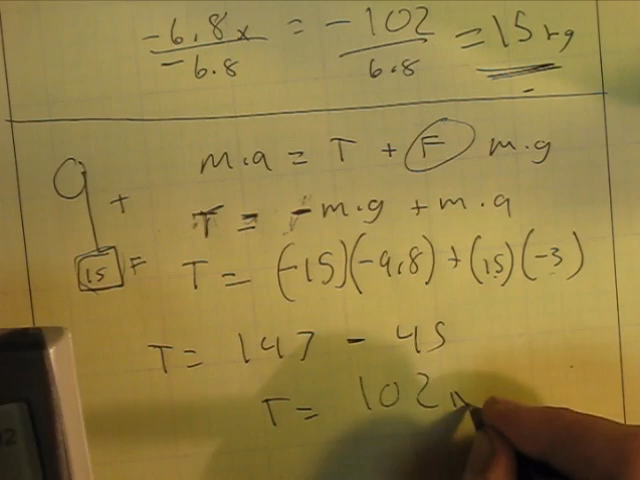 -6.8x / -6.8 = -102 / 6.8 = 15 kg
m.a = T + F m.g
+ T = -m.g + m.a
15 F T = (-15)(-9.8) + (15)(-3)
T = 147 - 45
T = 102 N